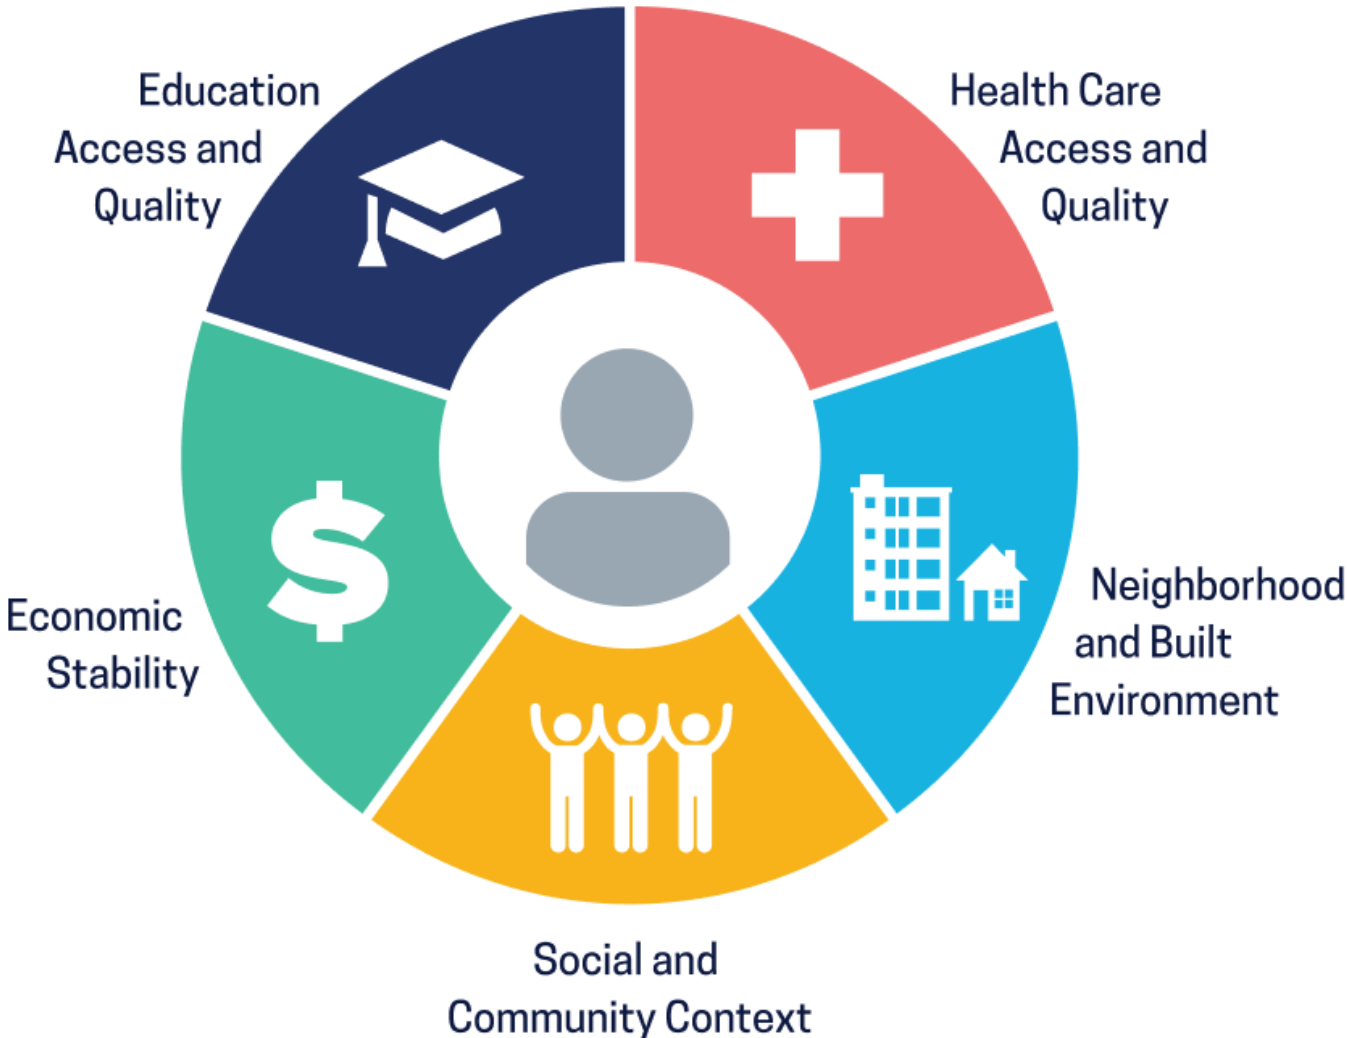 Education
Access and
Quality
Health Care
Access and
Quality
Economic
Stability
Neighborhood
and Built
Environment
Social and
Community Context